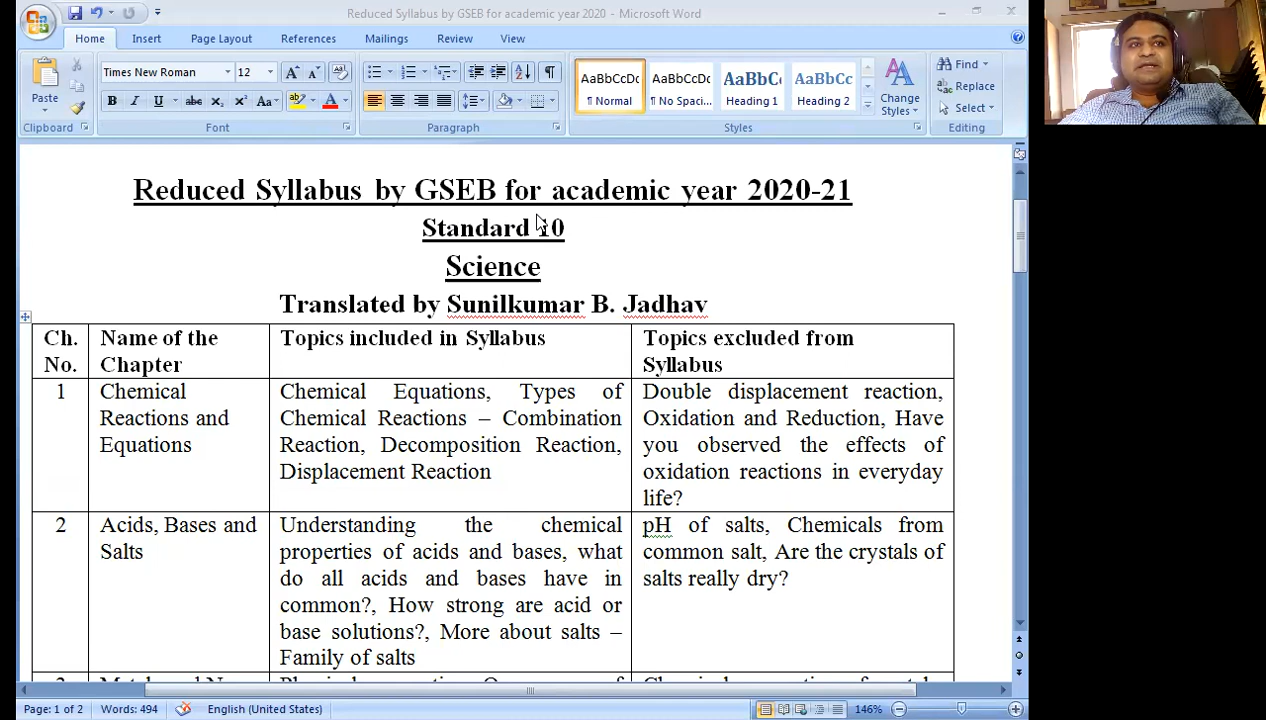 Reduced Syllabus by GSEB for academic year 2020 - Microsoft Word
Home Insert Page Layout References Mailings Review View
Paste
Clipboard
Times New Roman 12
Font
Paragraph
AaBbCcDc AaBbCcDc AaBbC AaBbCc
¶ Normal ¶ No Spaci... Heading 1 Heading 2
Styles
Change
Styles
Find
Replace
Select
Editing
Reduced Syllabus by GSEB for academic year 2020-21
Standard 10
Science
Translated by Sunilkumar B. Jadhav
Ch.
No.
Name of the
Chapter
Topics included in Syllabus
Topics excluded from
Syllabus
1
Chemical
Reactions and
Equations
Chemical Equations, Types of
Chemical Reactions – Combination
Reaction, Decomposition Reaction,
Displacement Reaction
Double displacement reaction,
Oxidation and Reduction, Have
you observed the effects of
oxidation reactions in everyday
life?
2
Acids, Bases and
Salts
Understanding the chemical
properties of acids and bases, what
do all acids and bases have in
common?, How strong are acid or
base solutions?, More about salts –
Family of salts
pH of salts, Chemicals from
common salt, Are the crystals of
salts really dry?
Page: 1 of 2 Words: 494 English (United States) 146%